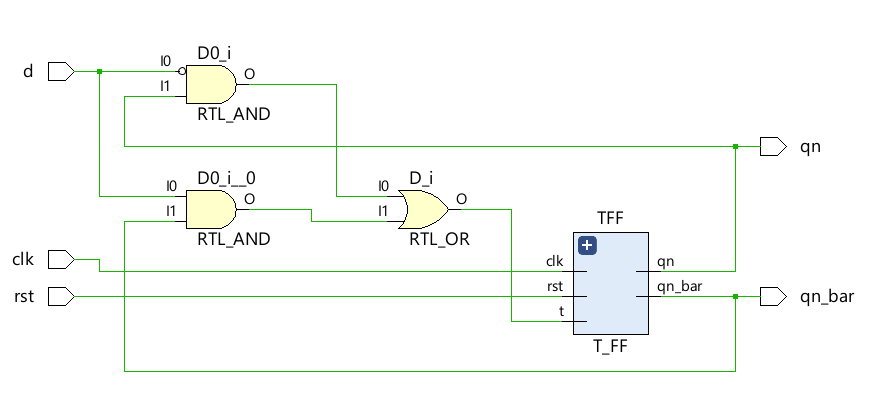 D0_i
I0
O
d
I1
RTL_AND
qn
D0_i__0
D_i
I0
O
I0
O
I1
I1
RTL_AND
RTL_OR
TFF
clk
clk
qn
rst
rst
qn_bar
qn_bar
t
T_FF